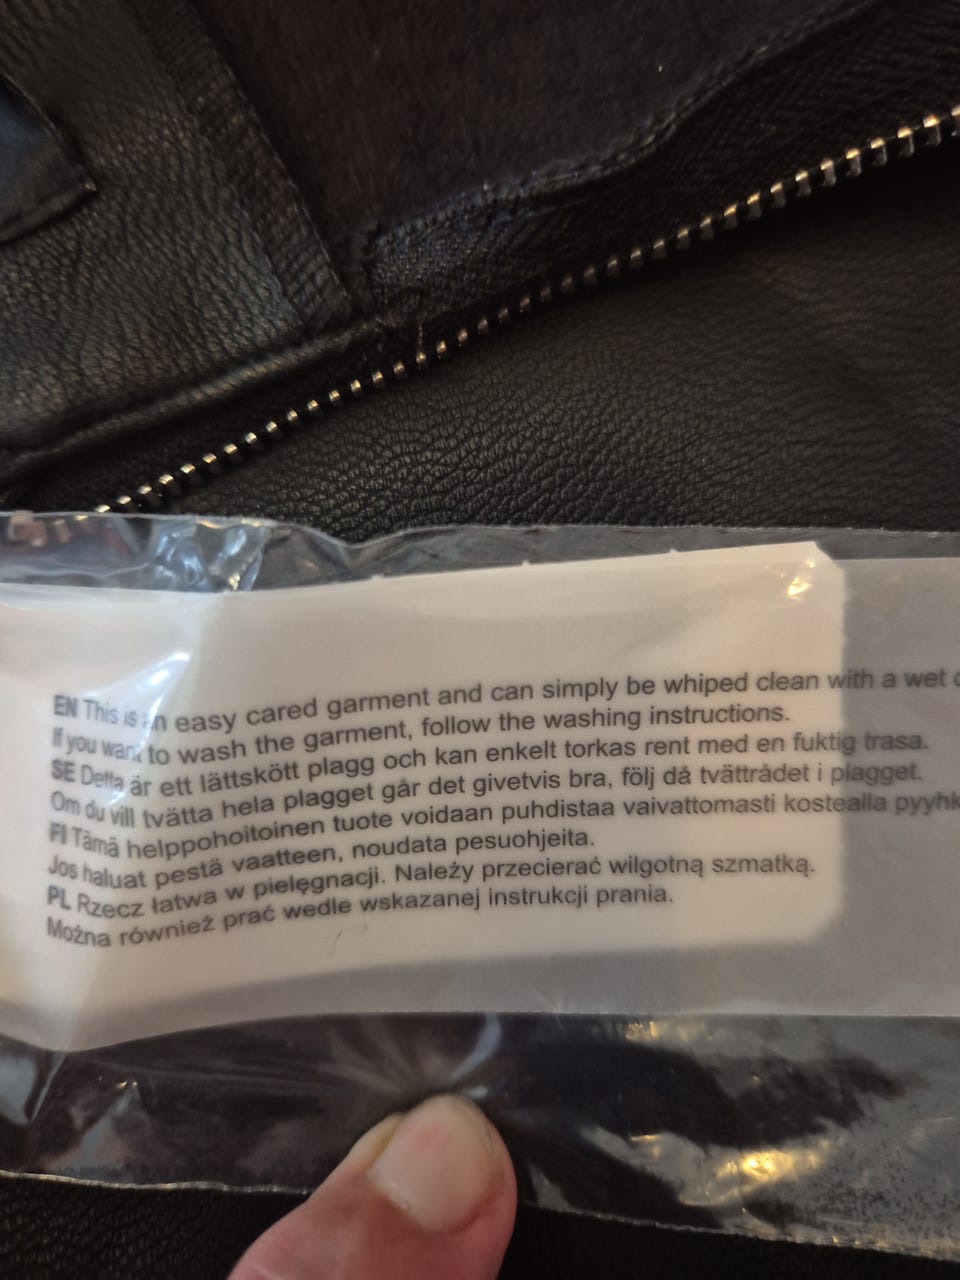 EN This is an easy cared garment and can simply be whiped clean with a wet
If you want to wash the garment, follow the washing instructions.
SE Detta är ett lättskött plagg och kan enkelt torkas rent med en fuktig trasa.
Om du vill tvätta hela plagget går det givetvis bra, följ då tvättrådet i plagget.
FI Tämä helppohoitoinen tuote voidaan puhdistaa vaivattomasti kostealla
Jos haluat pestä vaatteen, noudata pesuohjeita.
PL Rzecz łatwa w pielęgnacji. Należy przecierać wilgotną szmatką.
Można również prać wedle wskazanej instrukcji prania.